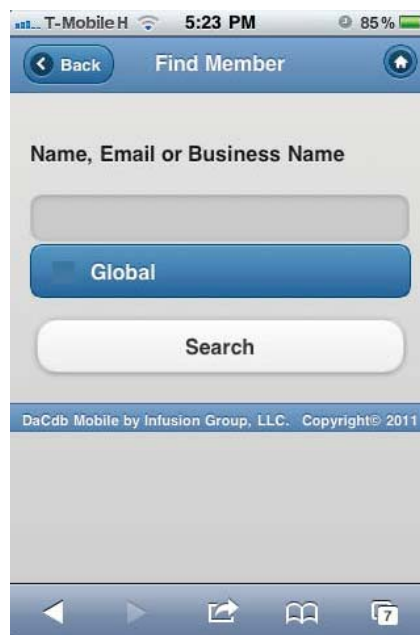 T-Mobile H 5:23 PM 85%
Back Find Member
Name, Email or Business Name
Global
Search
DaCdb Mobile by Infusion Group, LLC. Copyright© 2011
7